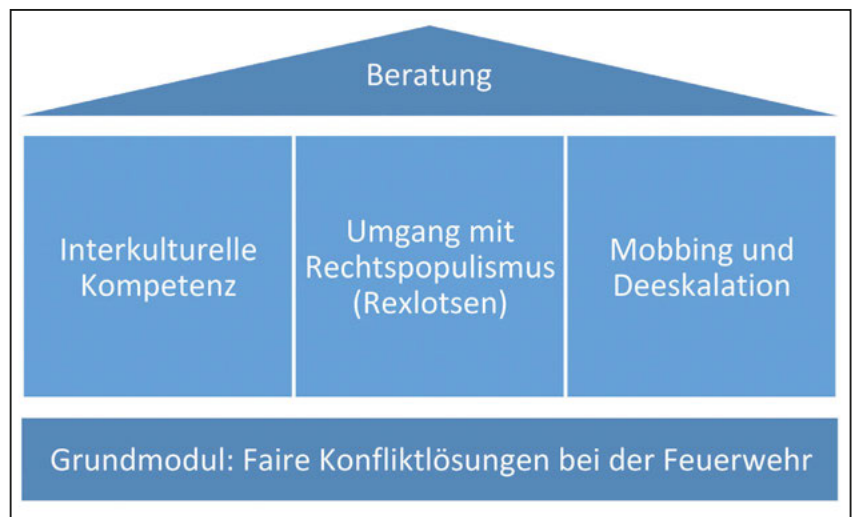 Beratung
Interkulturelle
Kompetenz
Umgang mit
Rechtspopulismus
(Rexlotsen)
Mobbing und
Deeskalation
Grundmodul: Faire Konfliktlösungen bei der Feuerwehr